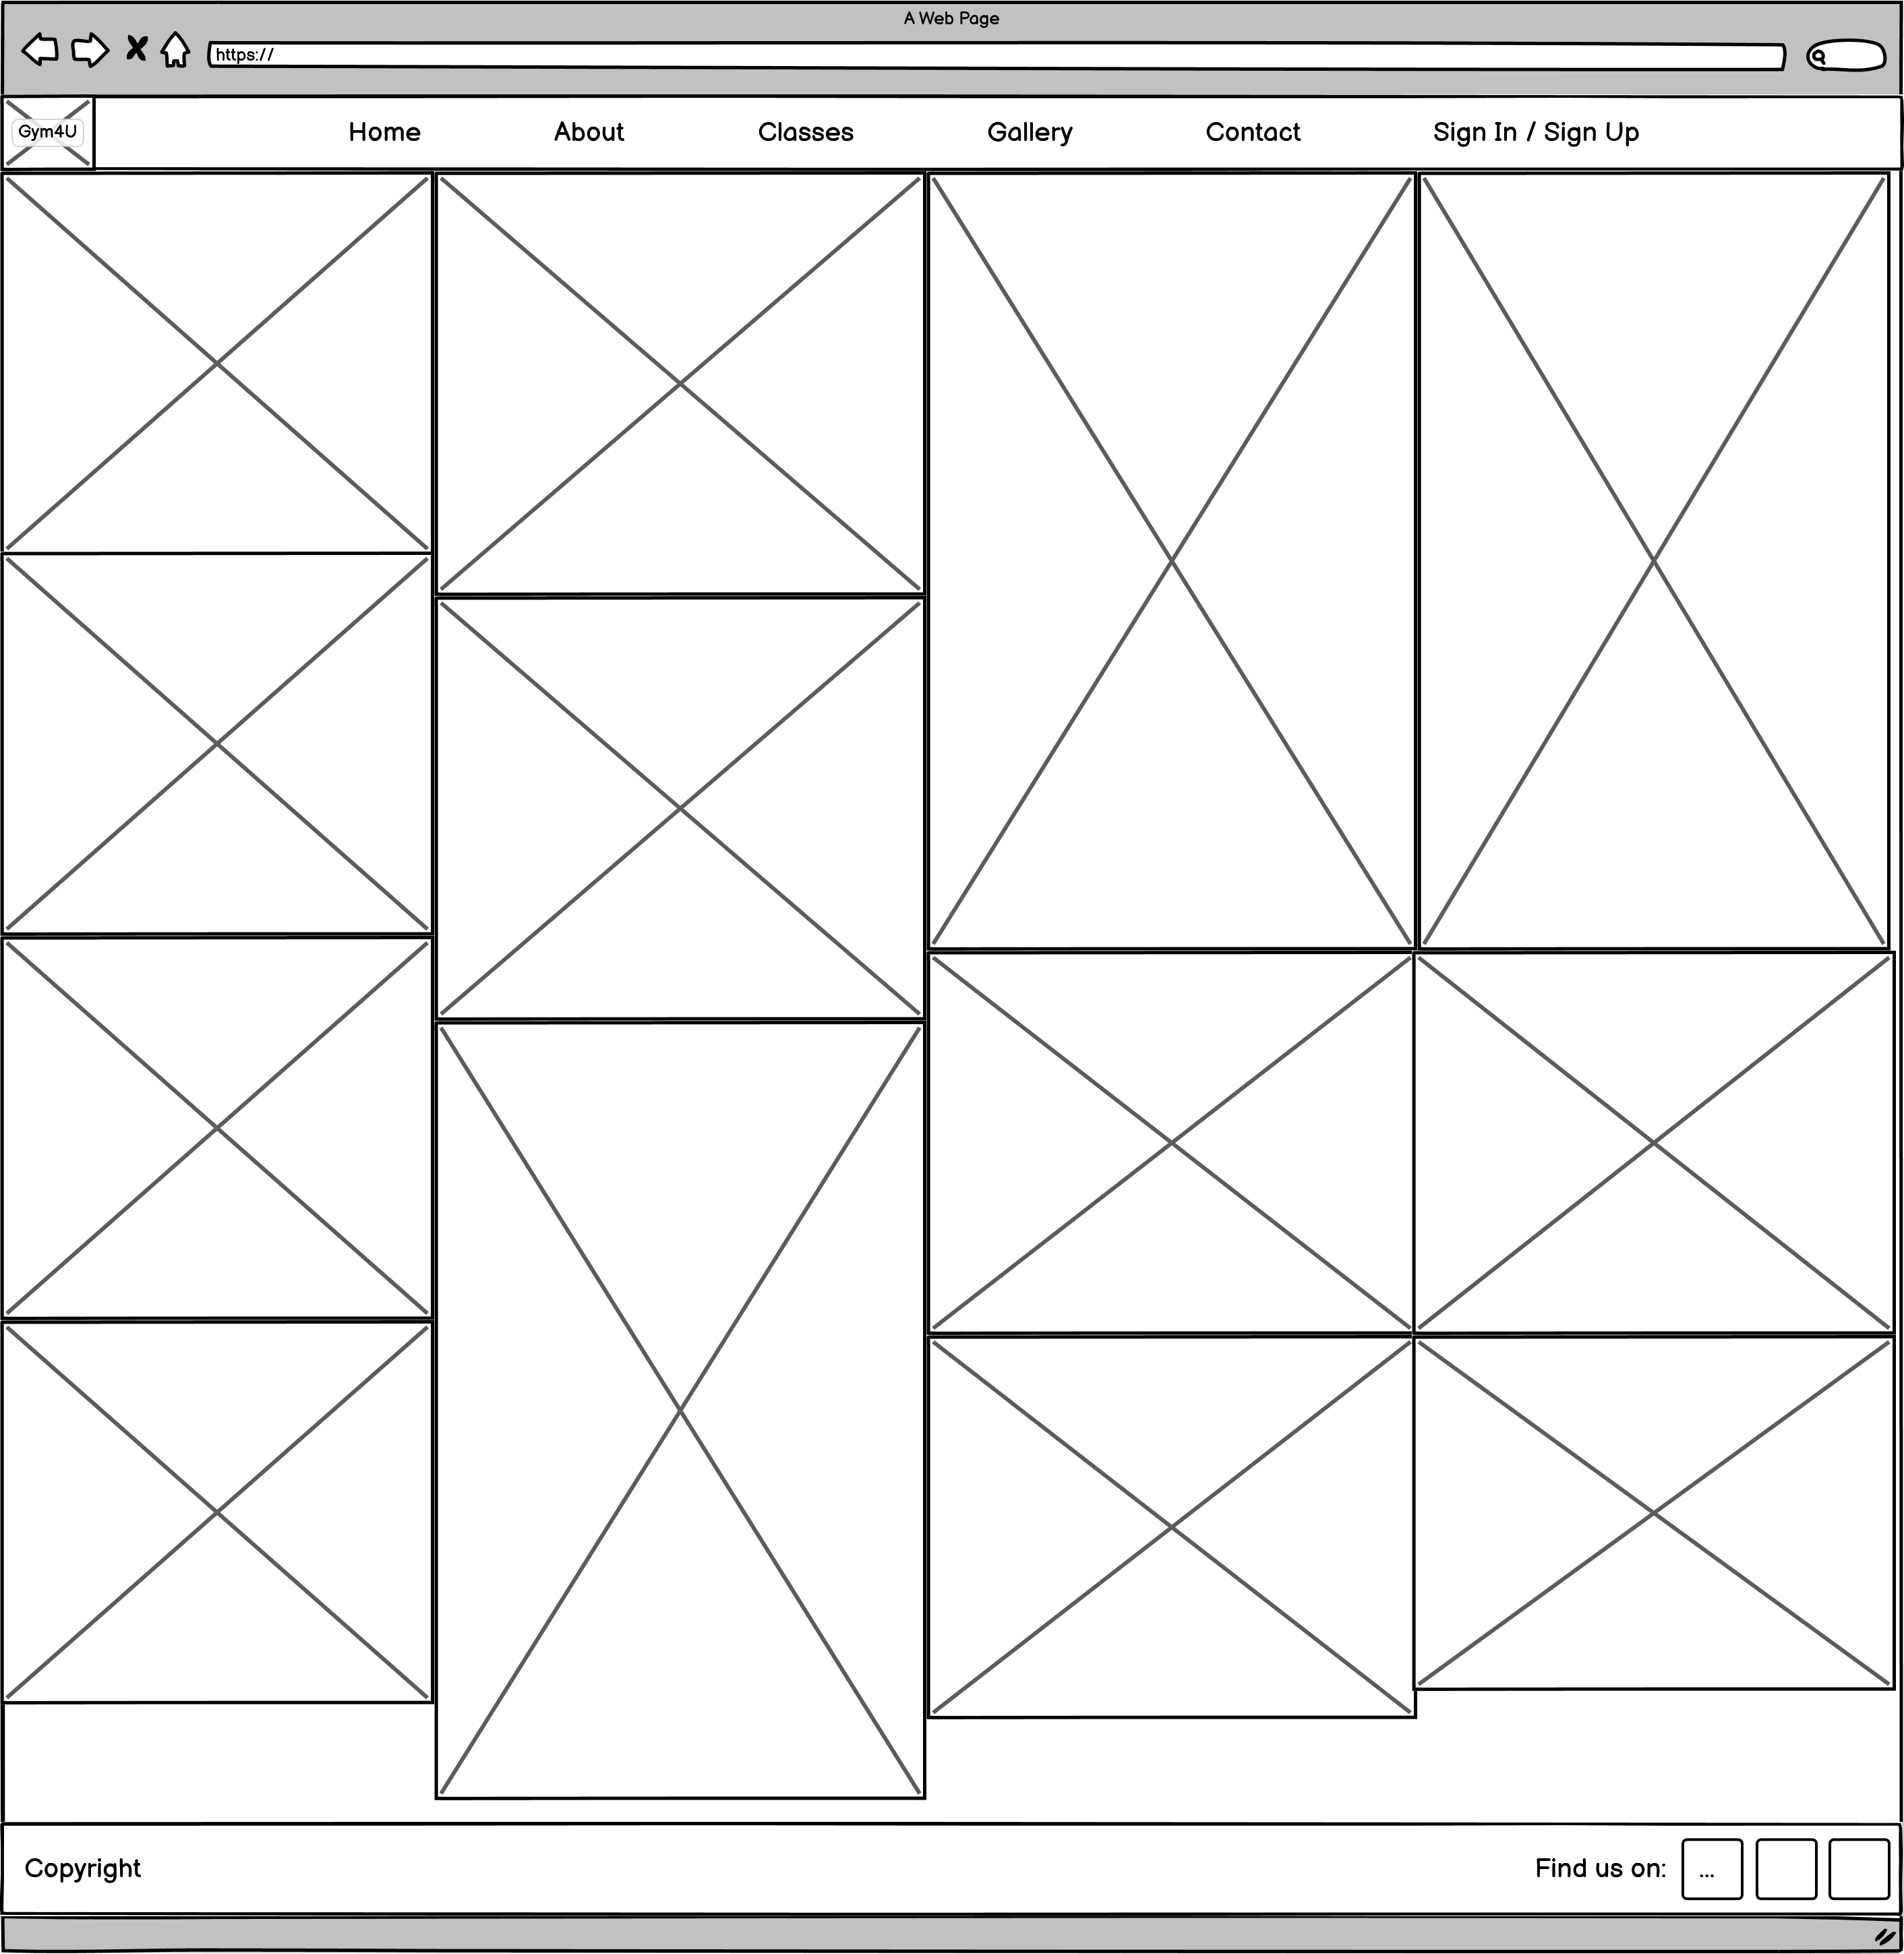 A Web Page
https://
Gym4U
Home
About
Classes
Gallery
Contact
Sign In / Sign Up
Copyright
Find us on:
...